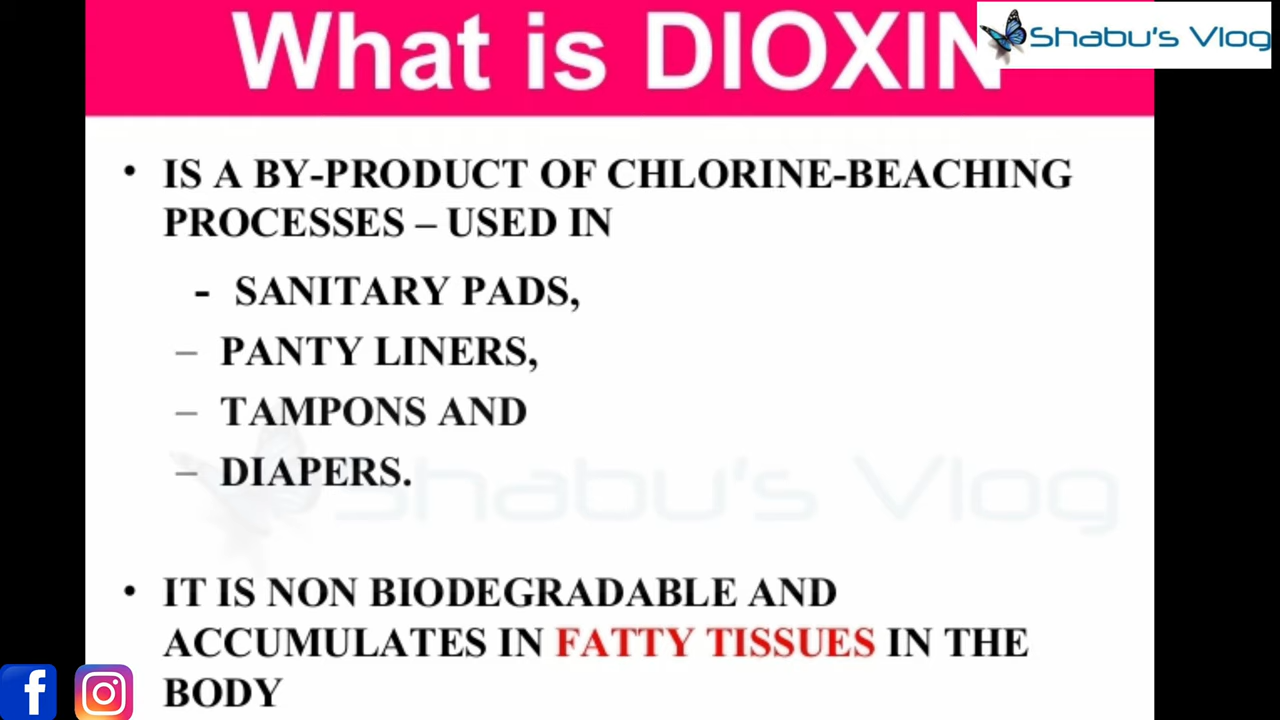 What is DIOXIN
Shabu's Vlog
• IS A BY-PRODUCT OF CHLORINE-BEACHING
PROCESSES – USED IN
- SANITARY PADS,
– PANTY LINERS,
– TAMPONS AND
– DIAPERS.
Shabu's Vlog
• IT IS NON BIODEGRADABLE AND
ACCUMULATES IN FATTY TISSUES IN THE
BODY